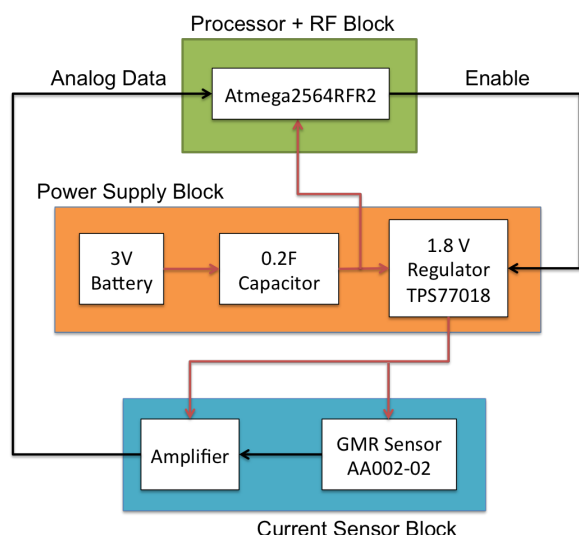 Processor + RF Block
Analog Data
Enable
Atmega2564RFR2
Power Supply Block
3V
Battery
0.2F
Capacitor
1.8 V
Regulator
TPS77018
Amplifier
GMR Sensor
AA002-02
Current Sensor Block